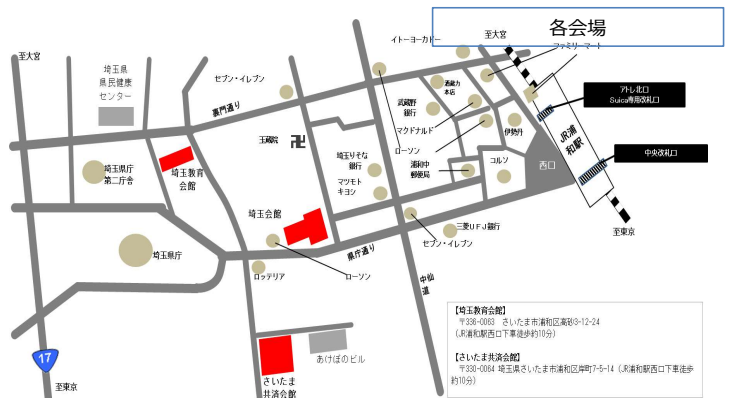 各会場
至大宮
至大宮
イトーヨーカドー
ファミリーマート
埼玉県
県民健康
センター
セブン・イレブン
酒蔵力
本店
アトレ北口
Suica専用改札口
裏門通り
武蔵野
銀行
マクドナルド
伊勢丹
JR浦
和駅
玉蔵院
卍
ローソン
中央改札口
埼玉県庁
第二庁舎
埼玉教育
会館
埼玉りそな
銀行
浦和中
郵便局
コルソ
西口
マツモト
キヨシ
埼玉会館
三菱UFJ銀行
至東京
セブン・イレブン
県庁通り
埼玉県庁
ロッテリア
ローソン
中山道
【埼玉教育会館】
〒336-0063 さいたま市浦和区高砂3-12-24
(JR浦和駅西口下車徒歩約10分)
【さいたま共済会館】
〒330-0064 埼玉県さいたま市浦和区岸町7-5-14 (JR浦和駅西口下車徒歩
約10分)
17
至東京
あけぼのビル
さいたま
共済会館